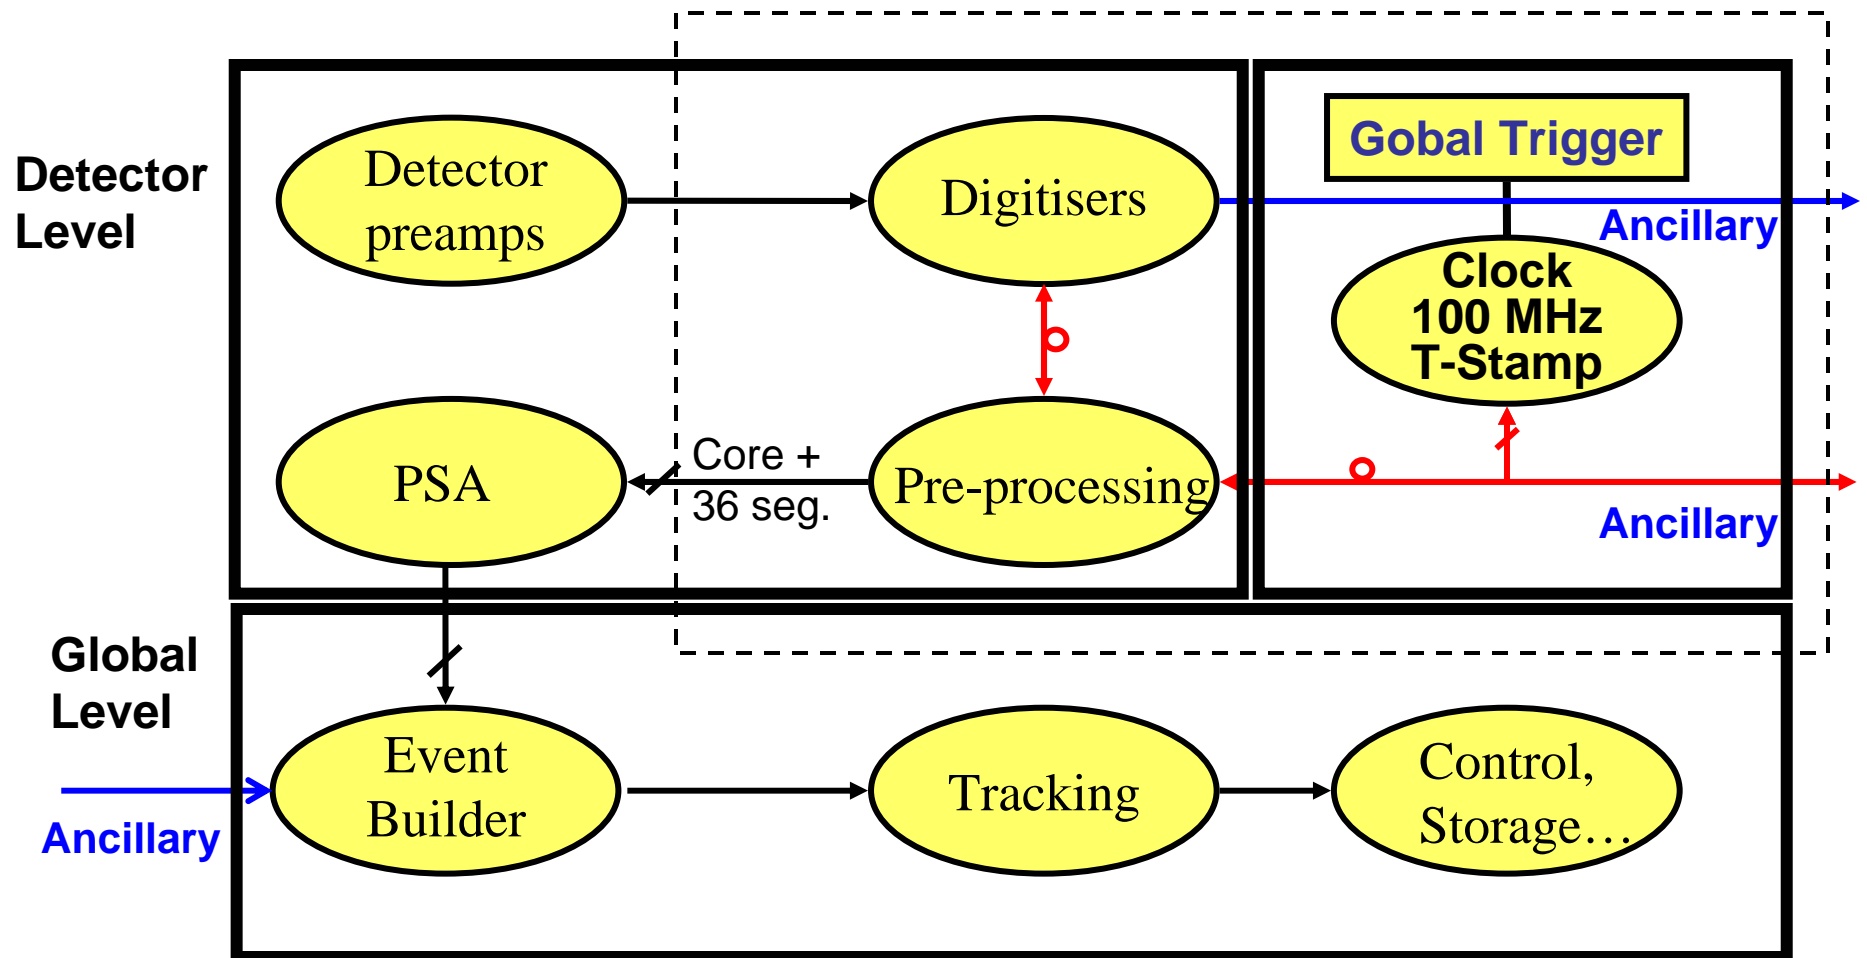 Detector
Level
Detector
preamps
Digitisers
Gobal Trigger
Ancillary
Clock
100 MHz
T-Stamp
PSA
Core +
36 seg.
Pre-processing
Ancillary
Global
Level
Event
Builder
Tracking
Control,
Storage…
Ancillary